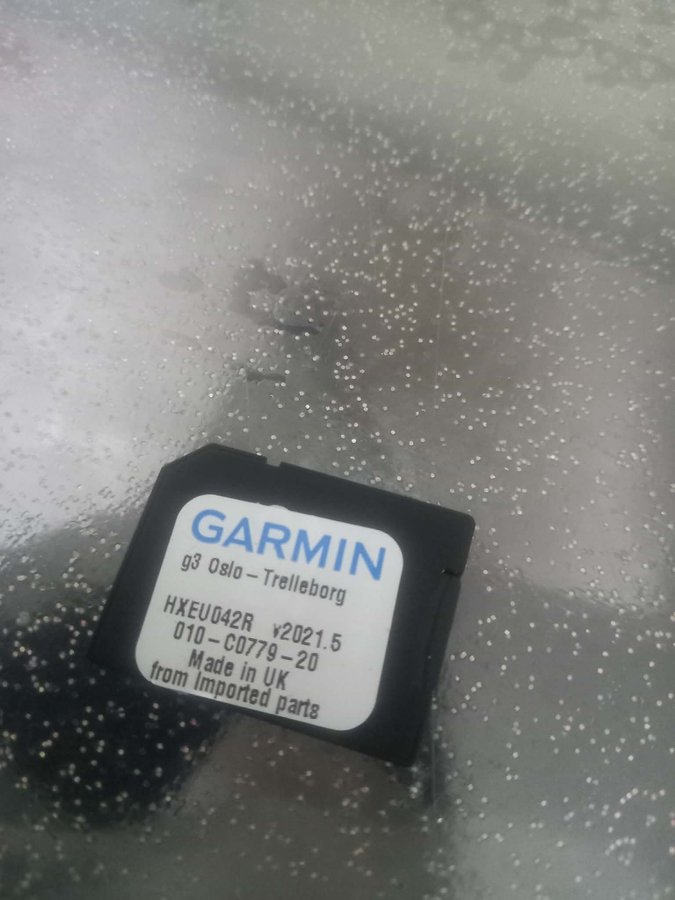 GARMIN
g3 Oslo-Trelleborg
HXEU042R v2021.5
010-C0779-20
Made in UK
from Imported parts